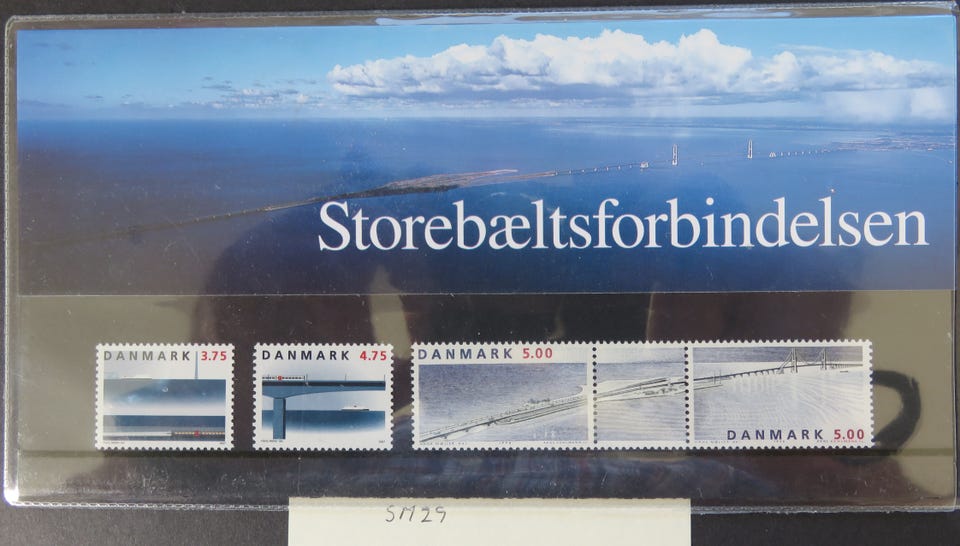 Storebæltsforbindelsen
DANMARK 3.75
DANMARK 4.75
DANMARK 5.00
DANMARK 5.00
SM29